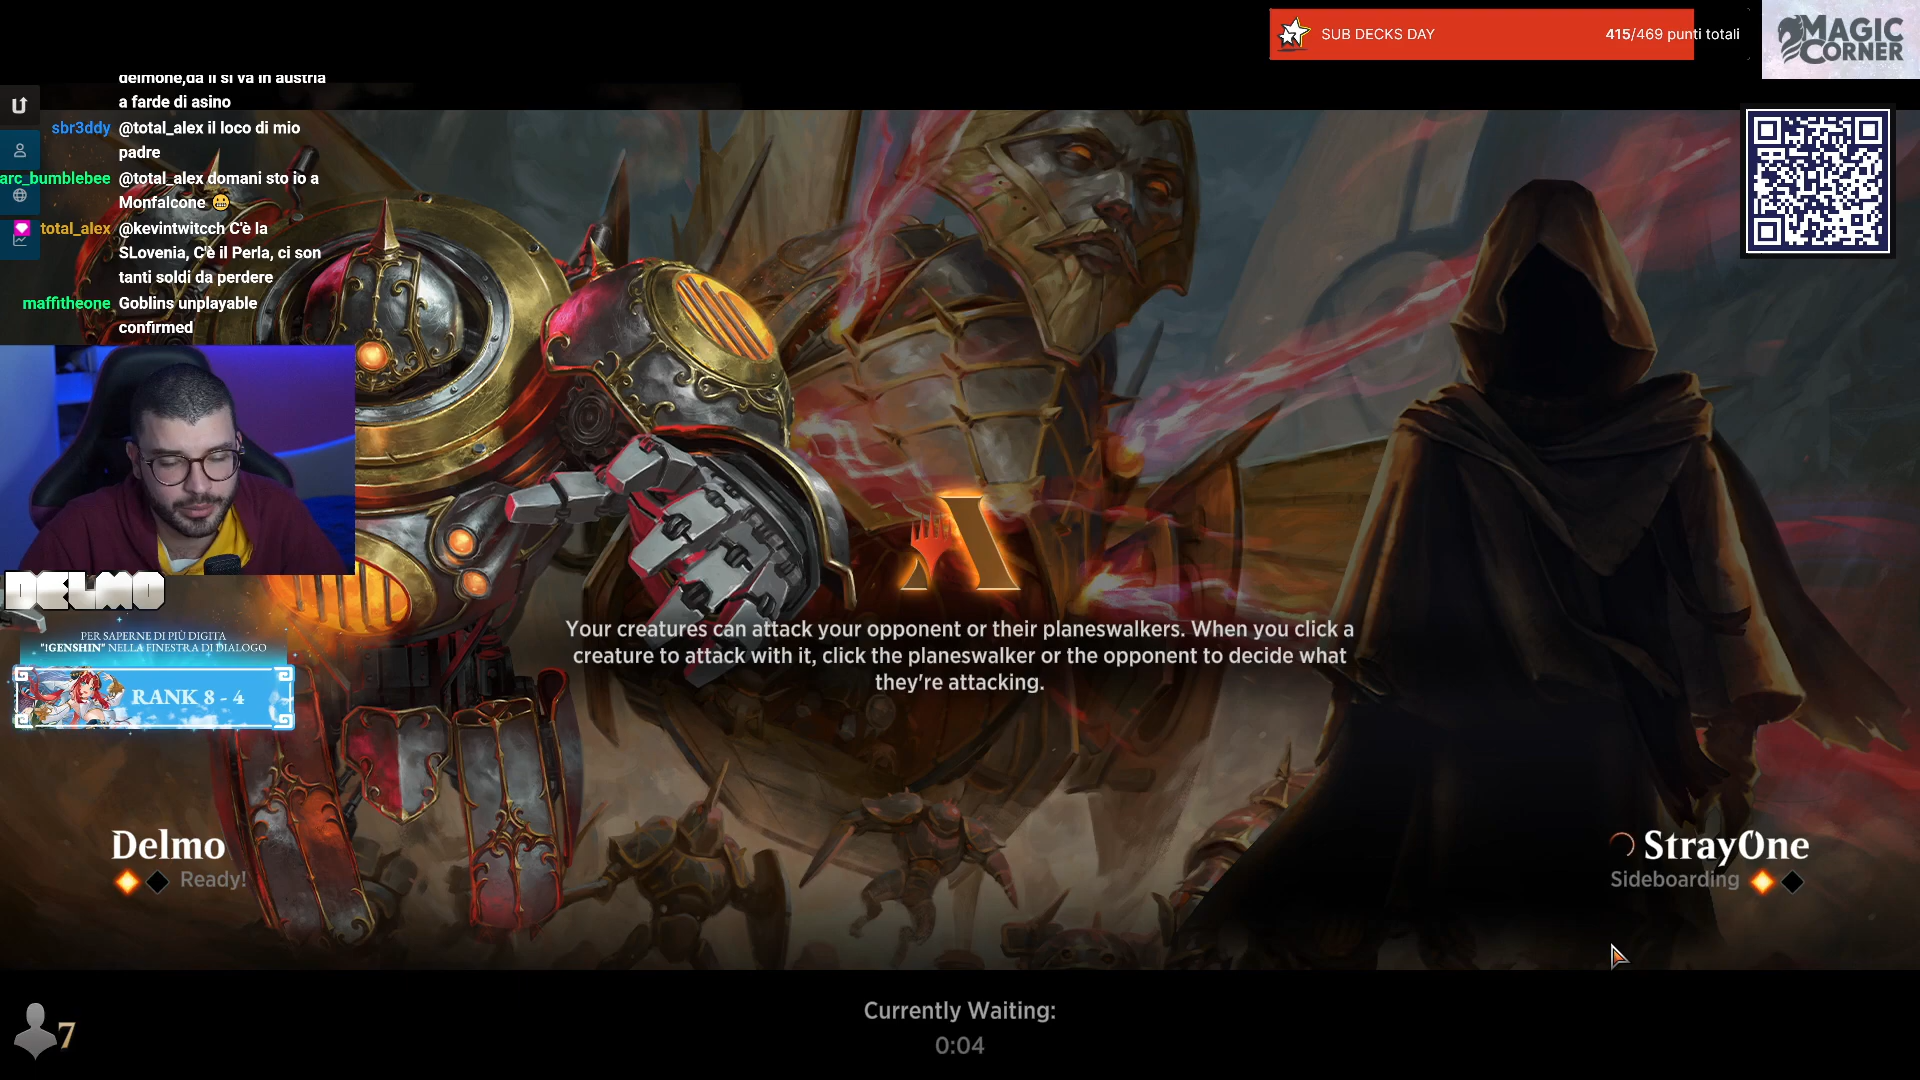 SUB DECKS DAY
415/469 punti totali
MAGIC
CORNER
delmone,da li si va in austria
a farde di asino
sbr3ddy @total_alex il loco di mio
padre
arc_bumblebee @total_alex domani sto io a
Monfalcone 😬
total_alex @kevintwitcch C'è la
SLovenia, C'è il Perla, ci son
tanti soldi da perdere
maffitheone Goblins unplayable
confirmed
DELMO
PER SAPERNE DI PIÙ DIGITA
"!GENSHIN" NELLA FINESTRA DI DIALOGO
RANK 8 - 4
Your creatures can attack your opponent or their planeswalkers. When you click a
creature to attack with it, click the planeswalker or the opponent to decide what
they're attacking.
Delmo
Ready!
StrayOne
Sideboarding
Currently Waiting:
0:04
7